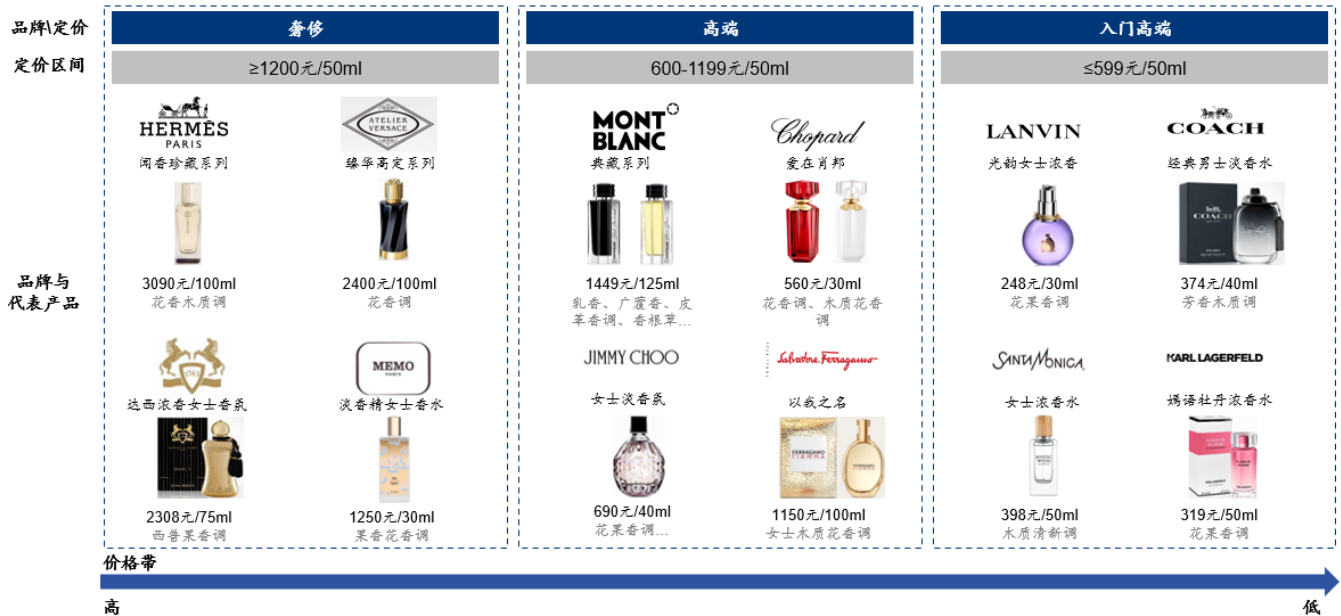 品牌\定价
奢侈
高端
入门高端
定价区间
≥1200元/50ml
600-1199元/50ml
≤599元/50ml
品牌与
代表产品
HERMÈS
PARIS
闻香珍藏系列
3090元/100ml
花香木质调
ATELIER
VERSACE
臻华高定系列
2400元/100ml
花香调
1743
达西浓香女士香氛
2308元/75ml
西普果香调
MEMO
PARIS
淡香精女士香水
1250元/30ml
果香花香调
MONT
BLANC
典藏系列
1449元/125ml
乳香、广藿香、皮
革香调、香根草...
Chopard
爱在肖邦
560元/30ml
花香调、木质花香
调
JIMMY CHOO
女士淡香氛
690元/40ml
花果香调...
Salvatore Ferragamo
以我之名
FERRAGAMO
FIAMMA
1150元/100ml
女士木质花香调
LANVIN
光韵女士浓香
248元/30ml
花果香调
COACH
经典男士淡香水
COACH
374元/40ml
芳香木质调
SANTA MONICA
女士浓香水
398元/50ml
木质清新调
KARL LAGERFELD
嫣语牡丹浓香水
319元/50ml
花果香调
价格带
高
低